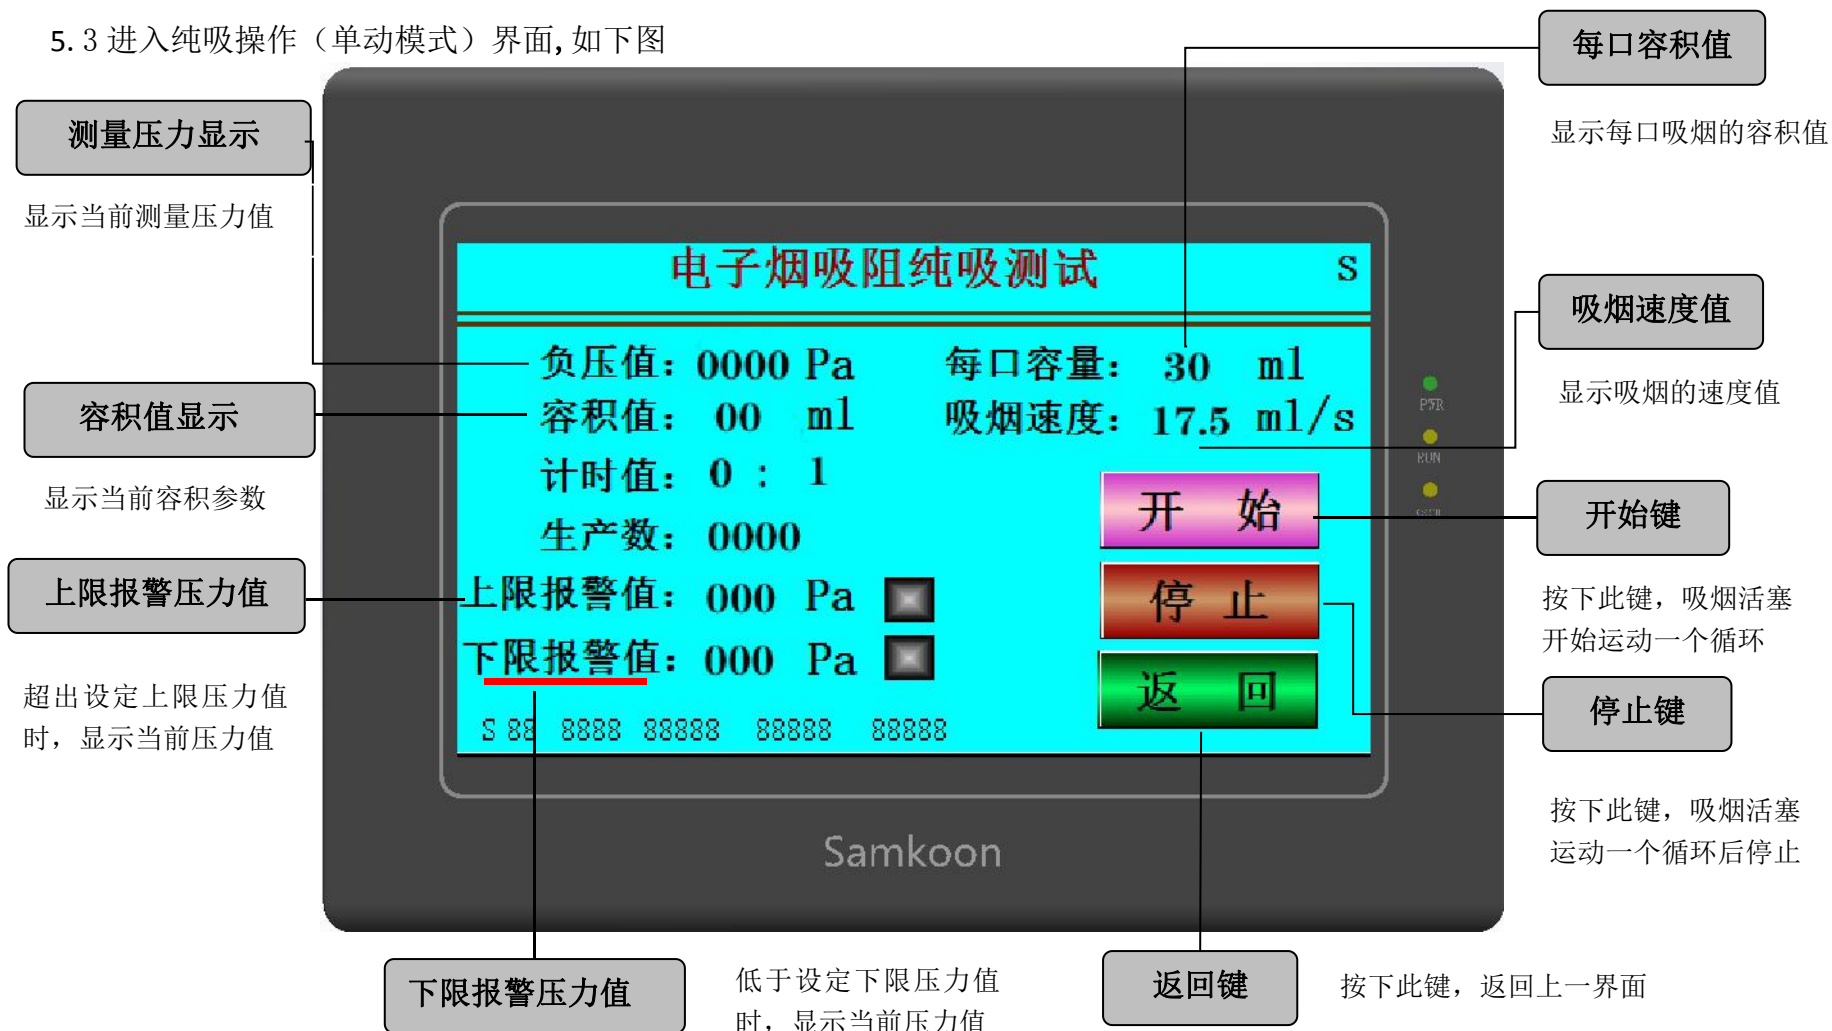 5.3进入纯吸操作（单动模式）界面,如下图
每口容积值
显示每口吸烟的容积值
测量压力显示
显示当前测量压力值
电子烟吸阻纯吸测试 S
吸烟速度值
显示吸烟的速度值
负压值：0000 Pa 每口容量： 30 ml
容积值： 00 ml 吸烟速度：17.5 ml/s
容积值显示
显示当前容积参数
计时值：0 : 1
生产数：0000
上限报警值：000 Pa
下限报警值：000 Pa
S 88 8888 88888 88888 88888
开 始
停 止
返 回
PWR
RUN
开始键
按下此键，吸烟活塞
开始运动一个循环
上限报警压力值
超出设定上限压力值
时，显示当前压力值
停止键
按下此键，吸烟活塞
运动一个循环后停止
Samkoon
下限报警压力值
低于设定下限压力值
时，显示当前压力值
返回键
按下此键，返回上一界面